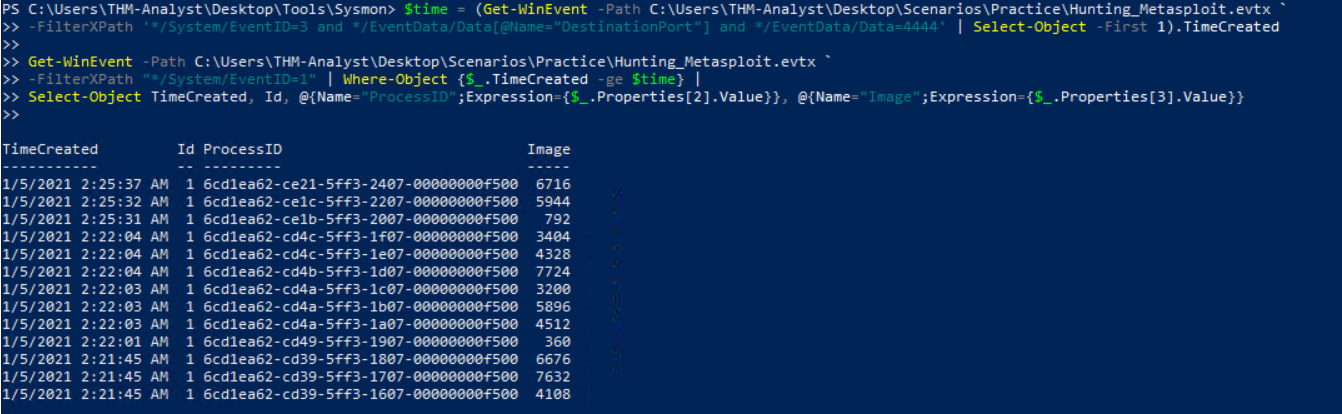 PS C:\Users\THM-Analyst\Desktop\Tools\Sysmon> $time = (Get-WinEvent -Path C:\Users\THM-Analyst\Desktop\Scenarios\Practice\Hunting_Metasploit.evtx `
>> -FilterXPath '*/System/EventID=3 and */EventData/Data[@Name="DestinationPort"] and */EventData/Data=4444' | Select-Object -First 1).TimeCreated
>>
>> Get-WinEvent -Path C:\Users\THM-Analyst\Desktop\Scenarios\Practice\Hunting_Metasploit.evtx `
>> -FilterXPath "*/System/EventID=1" | Where-Object {$_.TimeCreated -ge $time} |
>> Select-Object TimeCreated, Id, @{Name="ProcessID";Expression={$_.Properties[2].Value}}, @{Name="Image";Expression={$_.Properties[3].Value}}
>>
TimeCreated Id ProcessID Image
----------- -- --------- -----
1/5/2021 2:25:37 AM 1 6cd1ea62-ce21-5ff3-2407-00000000f500 6716
1/5/2021 2:25:32 AM 1 6cd1ea62-ce1c-5ff3-2207-00000000f500 5944
1/5/2021 2:25:31 AM 1 6cd1ea62-ce1b-5ff3-2007-00000000f500 792
1/5/2021 2:22:04 AM 1 6cd1ea62-cd4c-5ff3-1f07-00000000f500 3404
1/5/2021 2:22:04 AM 1 6cd1ea62-cd4c-5ff3-1e07-00000000f500 4328
1/5/2021 2:22:04 AM 1 6cd1ea62-cd4b-5ff3-1d07-00000000f500 7724
1/5/2021 2:22:03 AM 1 6cd1ea62-cd4a-5ff3-1c07-00000000f500 3200
1/5/2021 2:22:03 AM 1 6cd1ea62-cd4a-5ff3-1b07-00000000f500 5896
1/5/2021 2:22:03 AM 1 6cd1ea62-cd4a-5ff3-1a07-00000000f500 4512
1/5/2021 2:22:01 AM 1 6cd1ea62-cd49-5ff3-1907-00000000f500 360
1/5/2021 2:21:45 AM 1 6cd1ea62-cd39-5ff3-1807-00000000f500 6676
1/5/2021 2:21:45 AM 1 6cd1ea62-cd39-5ff3-1707-00000000f500 7632
1/5/2021 2:21:45 AM 1 6cd1ea62-cd39-5ff3-1607-00000000f500 4108